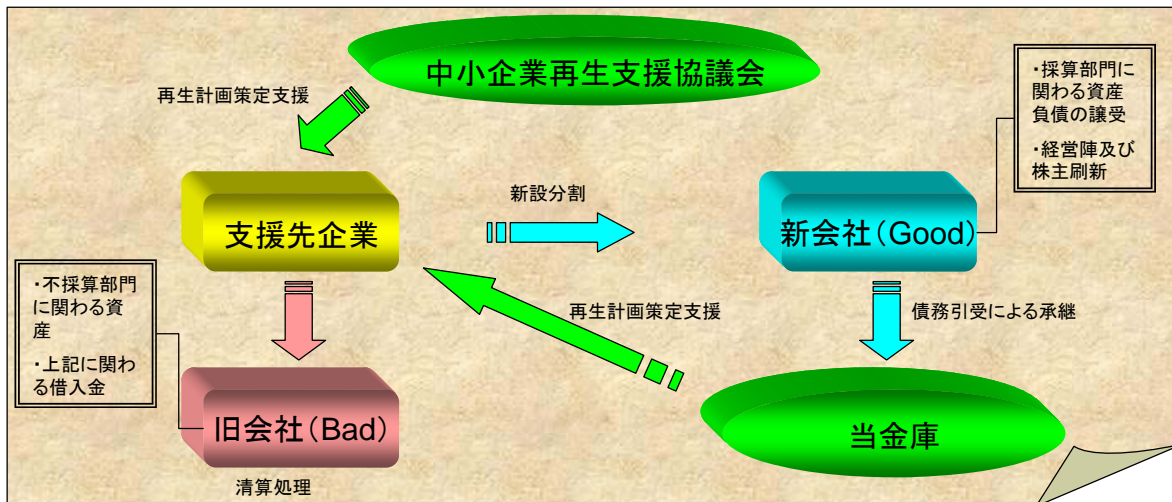 中小企業再生支援協議会
再生計画策定支援
・採算部門に
関わる資産
負債の譲受
・経営陣及び
株主刷新
支援先企業
新設分割
新会社(Good)
・不採算部門
に関わる資
産
・上記に関わ
る借入金
再生計画策定支援
債務引受による承継
旧会社(Bad)
当金庫
清算処理